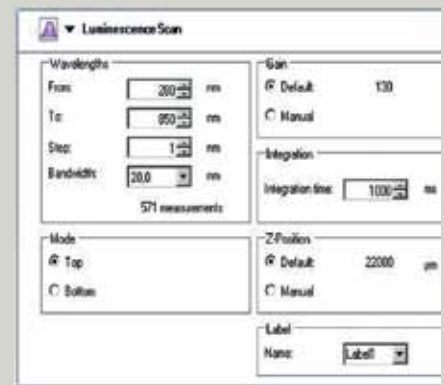 Luminescence Scan
Wavelengths
From: 280 nm
To: 850 nm
Step: 1 nm
Bandwidth: 20,0 nm
571 measurements
Mode
Top
Bottom
Gain
Default 130
Manual
Integration
Integration time: 1000 ms
Z-Position
Default 22000 µm
Manual
Label
Name: Label1